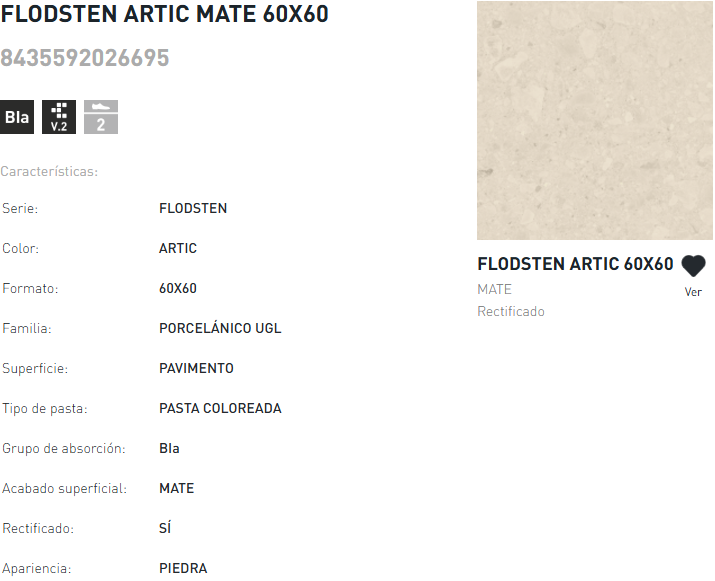 FLODSTEN ARTIC MATE 60X60
8435592026695
BIa
V.2
2
Características:
Serie: FLODSTEN
Color: ARTIC
Formato: 60X60
Familia: PORCELÁNICO UGL
Superficie: PAVIMENTO
Tipo de pasta: PASTA COLOREADA
Grupo de absorción: BIa
Acabado superficial: MATE
Rectificado: SÍ
Apariencia: PIEDRA
FLODSTEN ARTIC 60X60
MATE
Ver
Rectificado